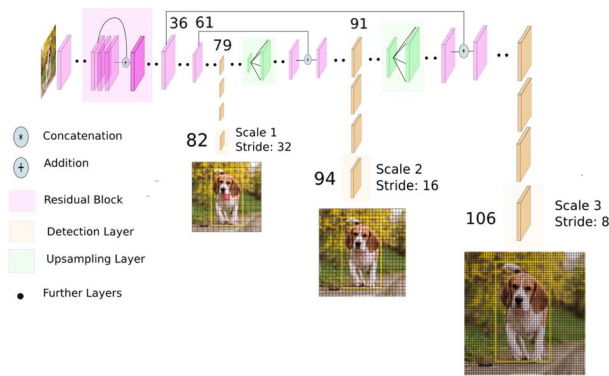 36 61
79
91
82
Scale 1
Stride: 32
94
Scale 2
Stride: 16
106
Scale 3
Stride: 8
* Concatenation
+ Addition
Residual Block
Detection Layer
Upsampling Layer
Further Layers